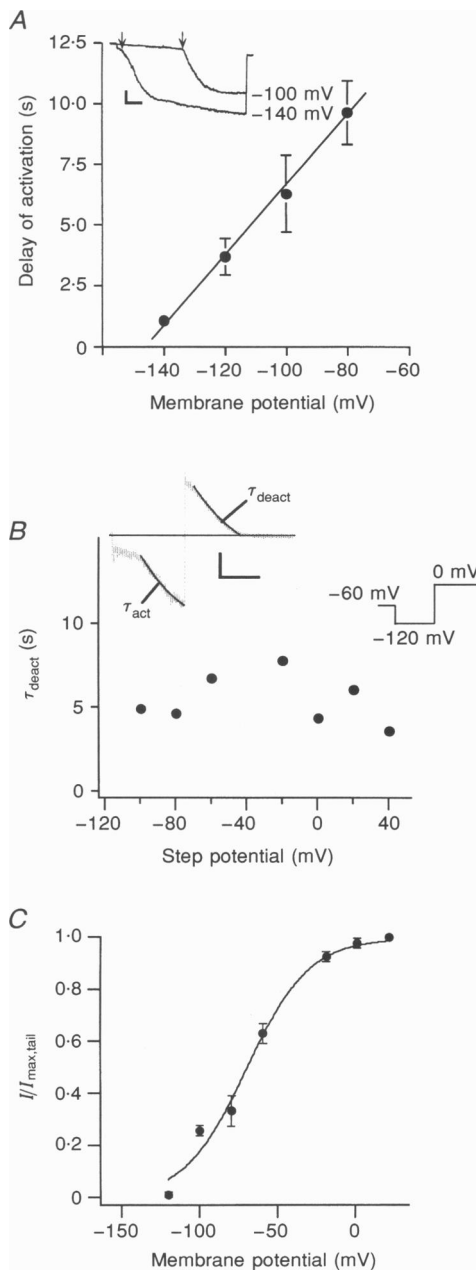 A
Delay of activation (s)
12·5
10·0
7·5
5·0
2·5
0
−100 mV
−140 mV
−140 −120 −100 −80 −60
Membrane potential (mV)
B
τdeact
τact
0 mV
−60 mV
−120 mV
τdeact (s)
10
5
0
−120 −80 −40 0 40
Step potential (mV)
C
I/Imax,tail
1·0
0·8
0·6
0·4
0·2
0
−150 −100 −50 0
Membrane potential (mV)